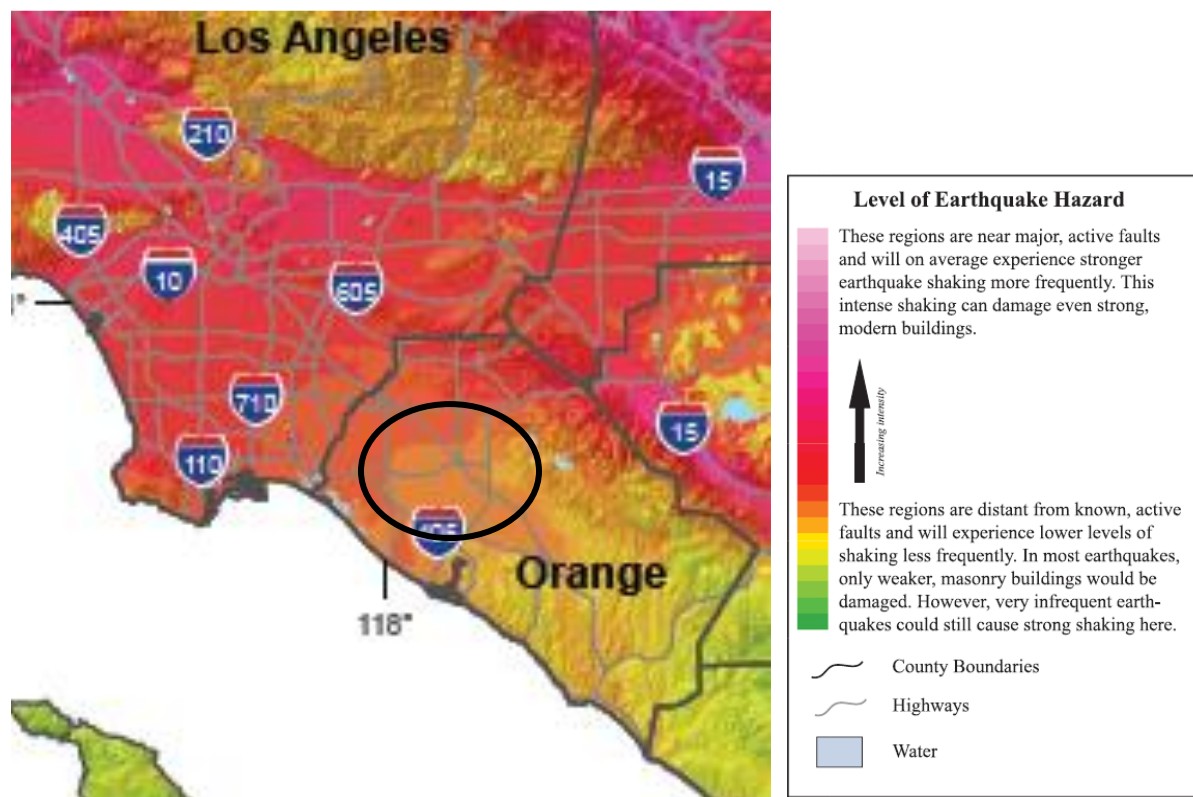 Los Angeles
210
15
405
10
605
710
15
110
405
Orange
118°
Level of Earthquake Hazard
These regions are near major, active faults
and will on average experience stronger
earthquake shaking more frequently. This
intense shaking can damage even strong,
modern buildings.
Increasing intensity
These regions are distant from known, active
faults and will experience lower levels of
shaking less frequently. In most earthquakes,
only weaker, masonry buildings would be
damaged. However, very infrequent earth-
quakes could still cause strong shaking here.
County Boundaries
Highways
Water